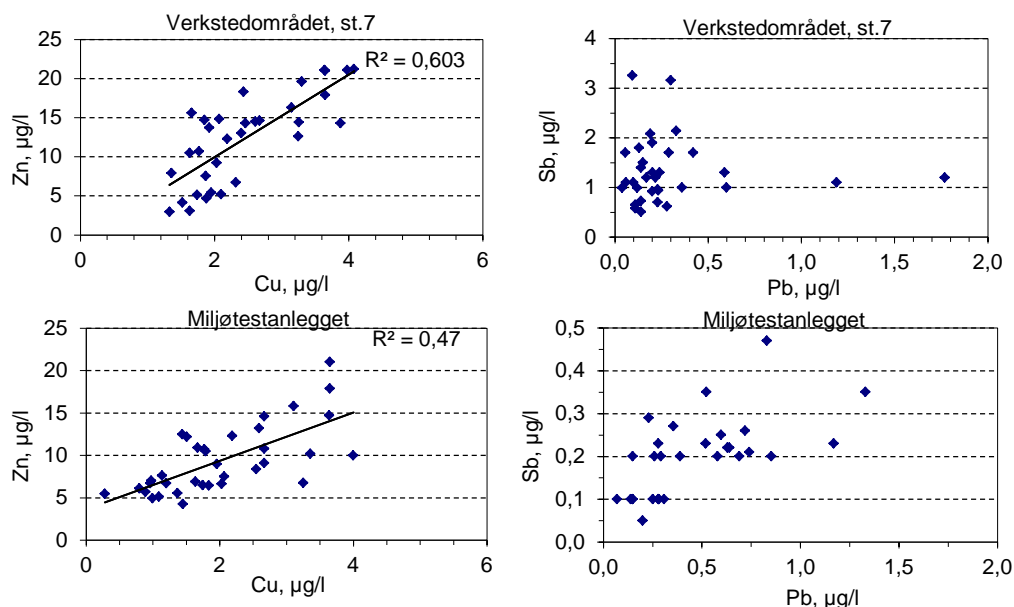 Verkstedområdet, st.7
25
20
15
10
5
0
Zn, µg/l
R² = 0,603
0
2
4
6
Cu, µg/l
Verkstedområdet, st.7
4
3
2
1
0
Sb, µg/l
0,0
0,5
1,0
1,5
2,0
Pb, µg/l
Miljøtestanlegget
25
20
15
10
5
0
Zn, µg/l
R² = 0,47
0
2
4
6
Cu, µg/l
Miljøtestanlegget
0,5
0,4
0,3
0,2
0,1
0,0
Sb, µg/l
0,0
0,5
1,0
1,5
2,0
Pb, µg/l